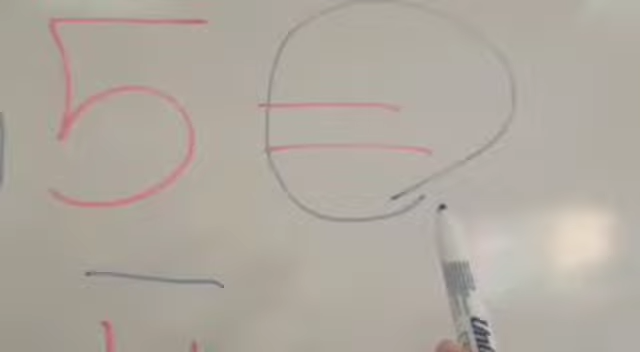 5 =
—